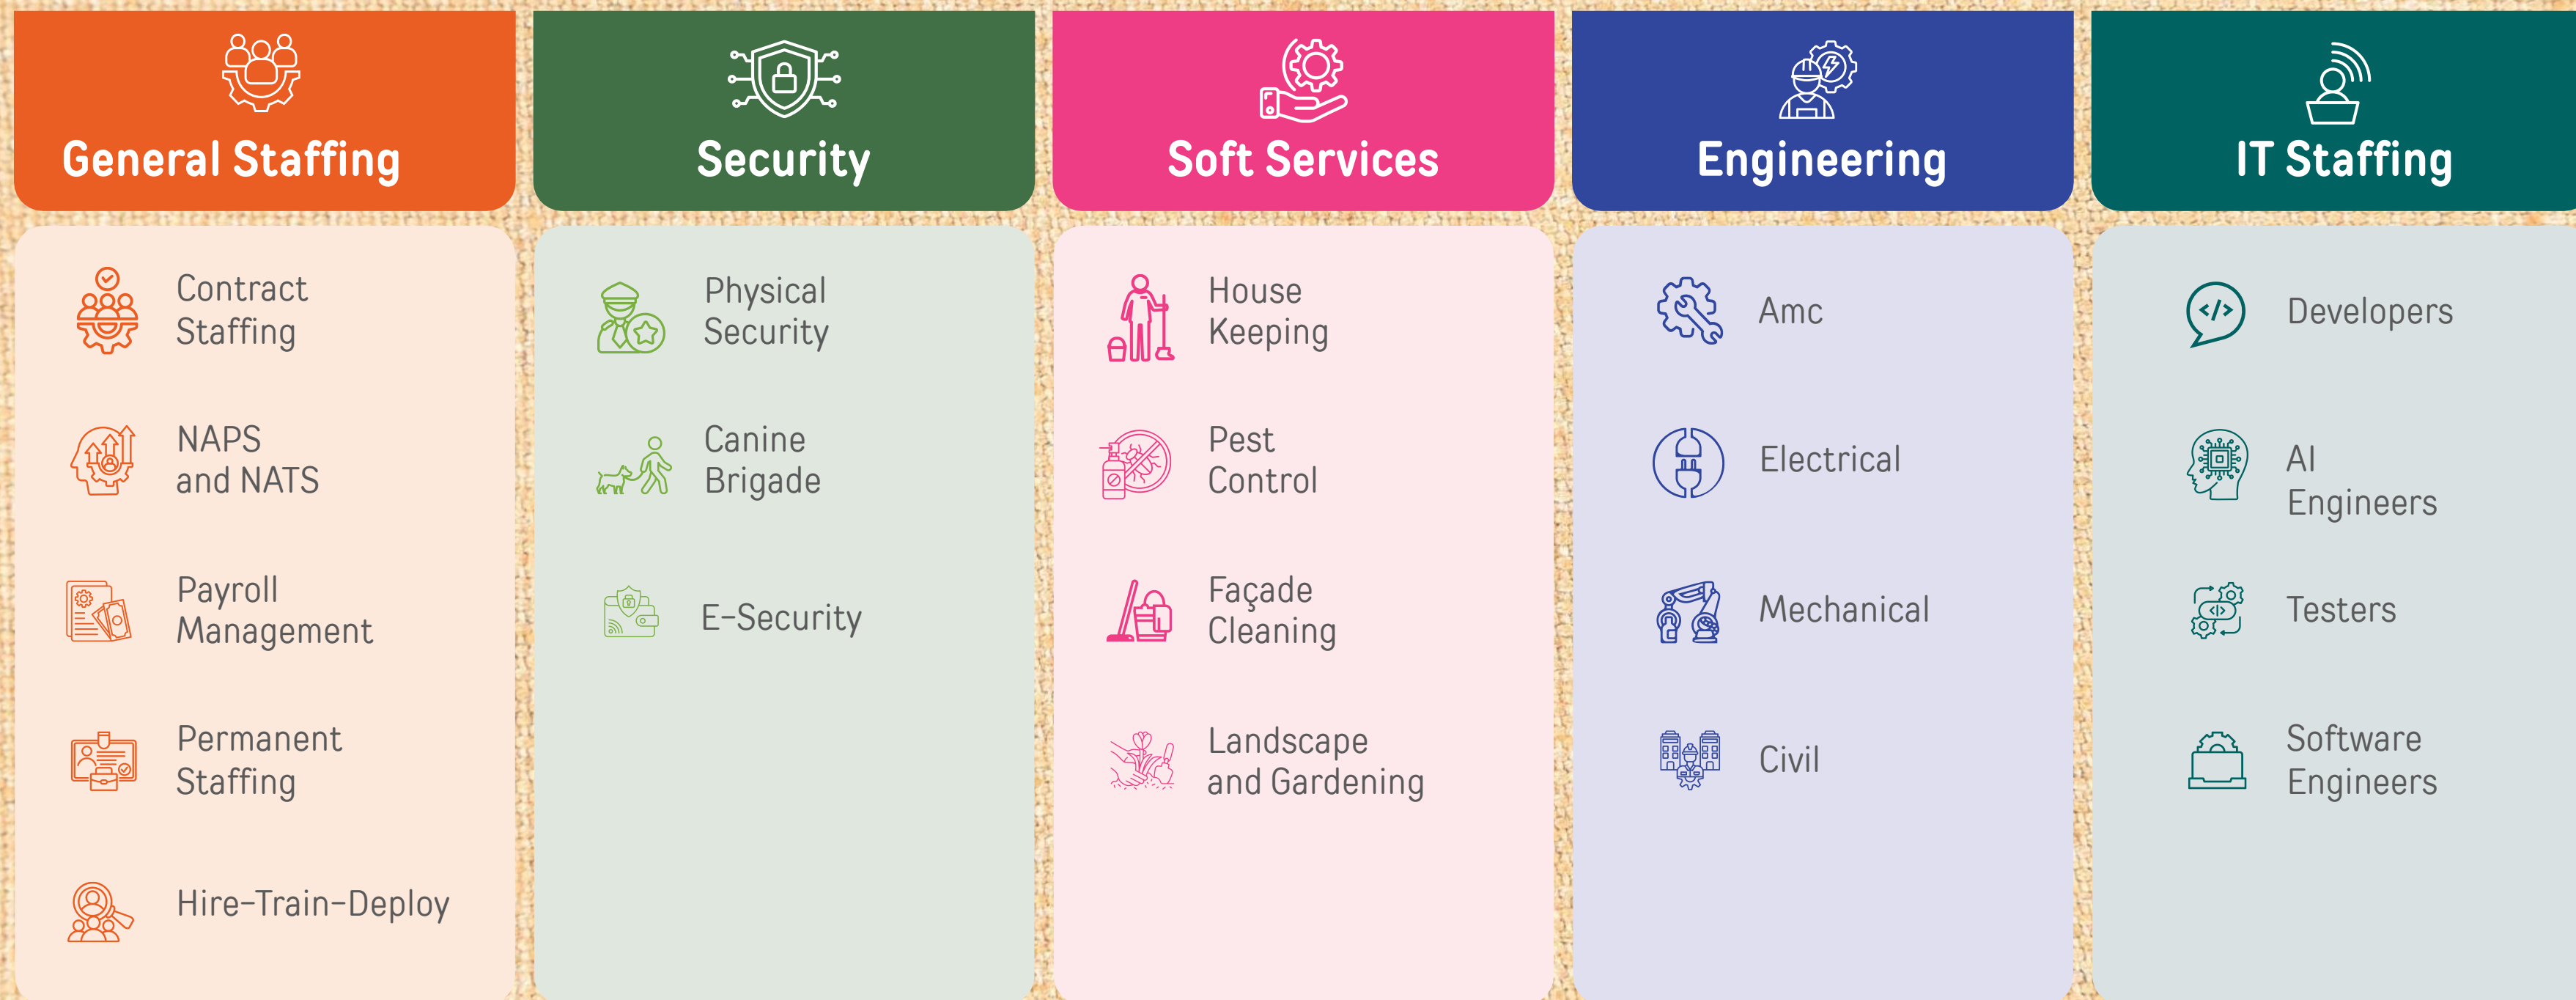 General Staffing
Contract
Staffing
NAPS
and NATS
Payroll
Management
Permanent
Staffing
Hire-Train-Deploy
Security
Physical
Security
Canine
Brigade
E-Security
Soft Services
House
Keeping
Pest
Control
Façade
Cleaning
Landscape
and Gardening
Engineering
Amc
Electrical
Mechanical
Civil
IT Staffing
Developers
AI
Engineers
Testers
Software
Engineers